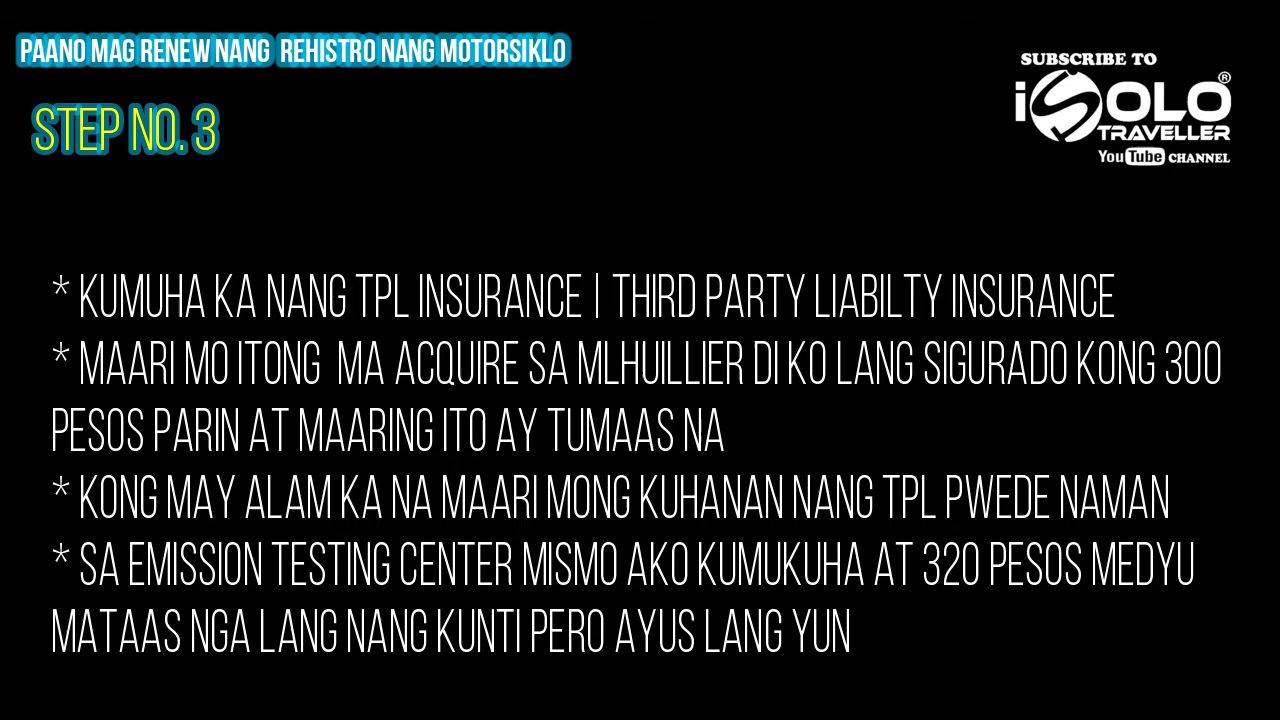 PAANO MAG RENEW NANG REHISTRO NANG MOTORSIKLO
SUBSCRIBE TO
iSOLO®
TRAVELLER
YouTube CHANNEL
STEP NO. 3
* KUMUHA KA NANG TPL INSURANCE | THIRD PARTY LIABILTY INSURANCE
* MAARI MO ITONG MA ACQUIRE SA MLHUILLIER DI KO LANG SIGURADO KONG 300
PESOS PARIN AT MAARING ITO AY TUMAAS NA
* KONG MAY ALAM KA NA MAARI MONG KUHANAN NANG TPL PWEDE NAMAN
* SA EMISSION TESTING CENTER MISMO AKO KUMUKUHA AT 320 PESOS MEDYU
MATAAS NGA LANG NANG KUNTI PERO AYUS LANG YUN